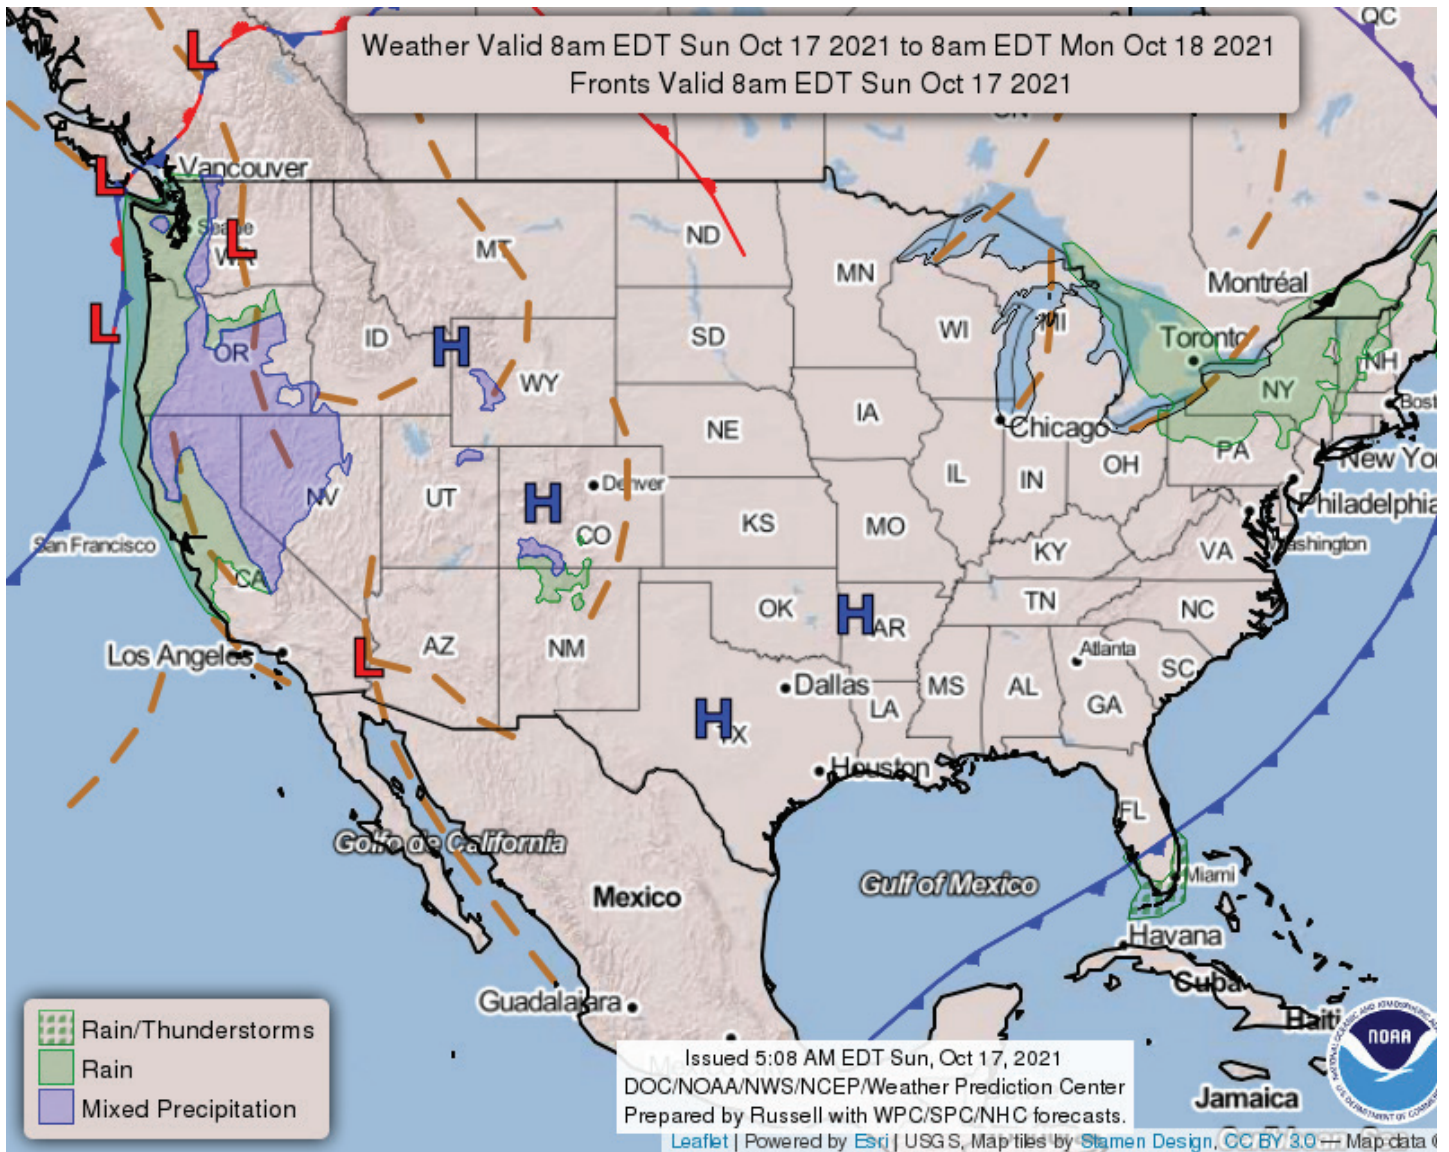 QC
Weather Valid 8am EDT Sun Oct 17 2021 to 8am EDT Mon Oct 18 2021
Fronts Valid 8am EDT Sun Oct 17 2021
L
L Vancouver
L
ND
MT
MN
Montréal
L
ID
H
OR
SD
WI
MI
Toronto
WY
NY
NH
IA
NE
Chicago
PA
New Yo
OH
IL
IN
NV
UT
H
Denver
Philadelphia
KS
MO
San Francisco
CO
KY
VA
CA
OK
H
AR
TN
NC
Los Angeles
L
AZ
NM
Atlanta
Dallas
MS
AL
SC
LA
GA
H
TX
Houston
FL
Golfo de California
Mexico
Gulf of Mexico
Miami
Havana
Cuba
Guadalajara
Haiti
NOAA
Jamaica
Rain/Thunderstorms
Rain
Mixed Precipitation
Issued 5:08 AM EDT Sun, Oct 17, 2021
DOC/NOAA/NWS/NCEP/Weather Prediction Center
Prepared by Russell with WPC/SPC/NHC forecasts.
Leaflet | Powered by Esri | USGS, Map tiles by Stamen Design, CC BY 3.0 — Map data ©